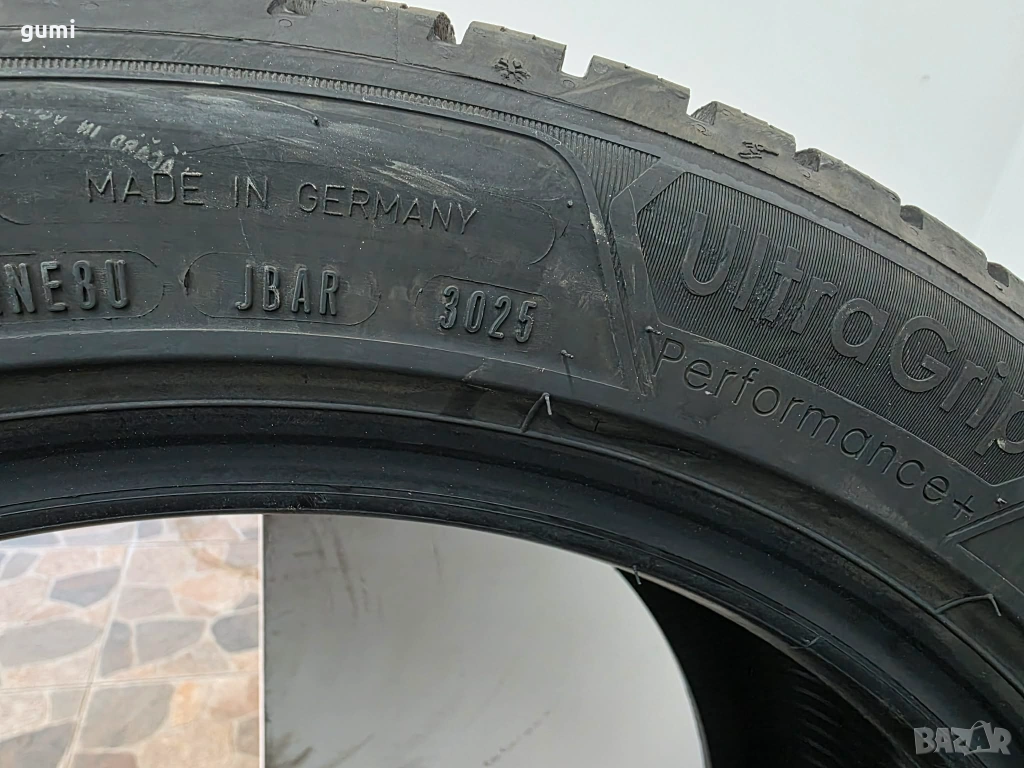 gumi
MADE IN GERMANY
NE8U JBAR 3025
UltraGrip
Performance+
BAZAR